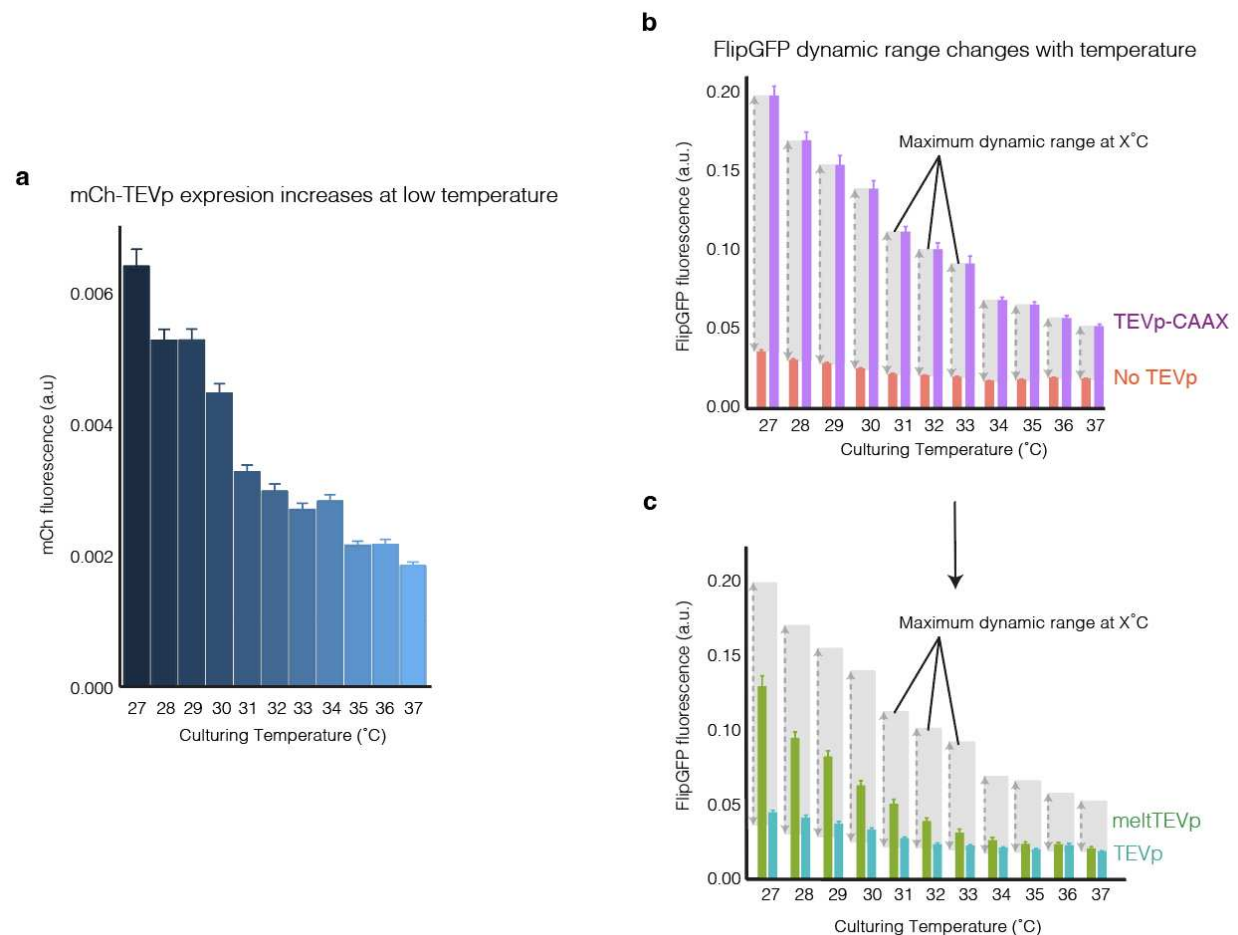 a
mCh-TEVp expresion increases at low temperature
mCh fluorescence (a.u)
0.006
0.004
0.002
0.000
27 28 29 30 31 32 33 34 35 36 37
Culturing Temperature (˚C)
b
FlipGFP dynamic range changes with temperature
FlipGFP fluorescence (a.u.)
0.20
0.15
0.10
0.05
0.00
Maximum dynamic range at X˚C
TEVp-CAAX
No TEVp
27 28 29 30 31 32 33 34 35 36 37
Culturing Temperature (˚C)
c
FlipGFP fluorescence (a.u.)
0.20
0.15
0.10
0.05
0.00
Maximum dynamic range at X˚C
meltTEVp
TEVp
27 28 29 30 31 32 33 34 35 36 37
Culturing Temperature (˚C)